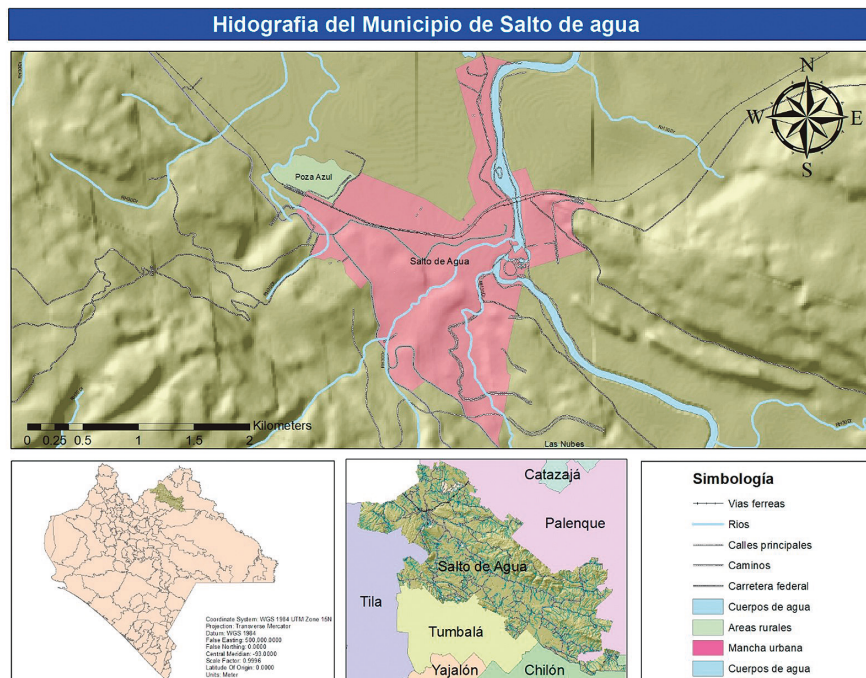 Hidografia del Municipio de Salto de agua
N
W E
S
Poza Azul
Salto de Agua
Las Nubes
Kilometers
0 0.25 0.5 1 1.5 2
Coordinate System: WGS 1984 UTM Zone 15N
Projection: Transverse Mercator
Datum: WGS 1984
False Easting: 500,000.0000
False Northing: 0.0000
Central Meridian: -93.0000
Scale Factor: 0.9996
Latitude Of Origin: 0.0000
Units: Meter
Catazajá
Palenque
Salto de Agua
Tila
Tumbalá
Yajalón
Chilón
Simbología
Vias ferreas
Rios
Calles principales
Caminos
Carretera federal
Cuerpos de agua
Areas rurales
Mancha urbana
Cuerpos de agua